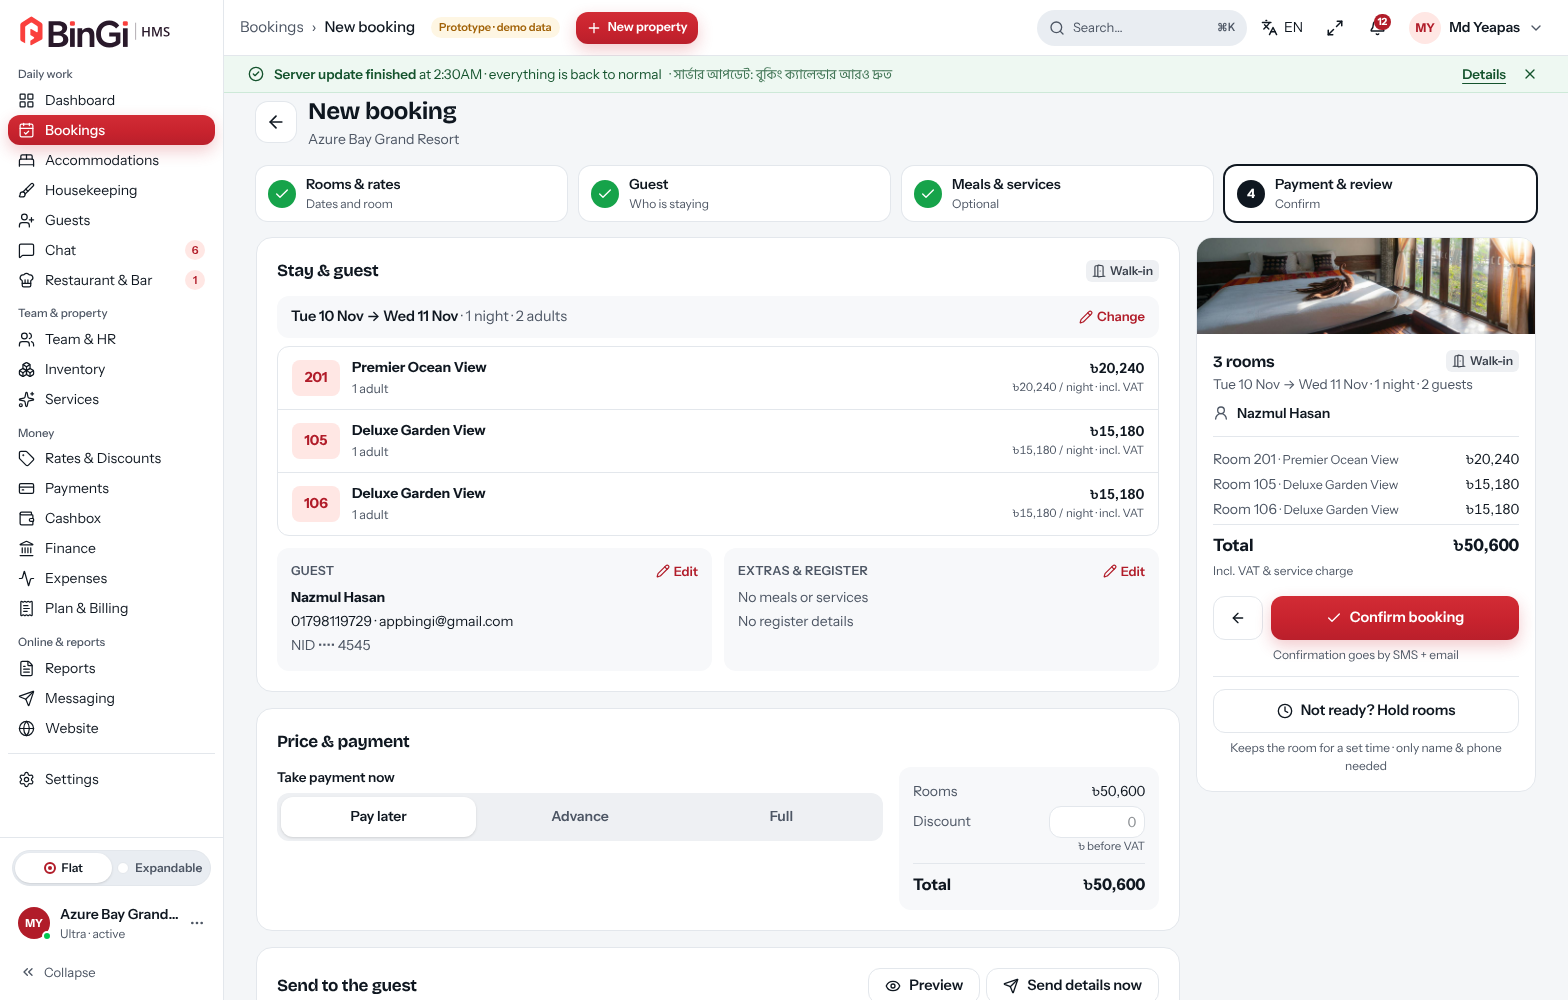 BinGi HMS
Bookings › New booking
Prototype · demo data
+ New property
Search...
⌘K
EN
12
MY
Md Yeapas
Server update finished at 2:30AM · everything is back to normal · সার্ভার আপডেট: বুকিং ক্যালেন্ডার আরও দ্রুত
Details
Daily work
Dashboard
Bookings
Accommodations
Housekeeping
Guests
Chat 6
Restaurant & Bar 1
Team & property
Team & HR
Inventory
Services
Money
Rates & Discounts
Payments
Cashbox
Finance
Expenses
Plan & Billing
Online & reports
Reports
Messaging
Website
Settings
Flat
Expandable
MY
Azure Bay Grand...
Ultra · active
Collapse
New booking
Azure Bay Grand Resort
Rooms & rates
Dates and room
Guest
Who is staying
Meals & services
Optional
4
Payment & review
Confirm
Stay & guest
Walk-in
Tue 10 Nov → Wed 11 Nov · 1 night · 2 adults
Change
201
Premier Ocean View
1 adult
৳20,240
৳20,240 / night · incl. VAT
105
Deluxe Garden View
1 adult
৳15,180
৳15,180 / night · incl. VAT
106
Deluxe Garden View
1 adult
৳15,180
৳15,180 / night · incl. VAT
GUEST
Edit
Nazmul Hasan
01798119729 · appbingi@gmail.com
NID •••• 4545
EXTRAS & REGISTER
Edit
No meals or services
No register details
Price & payment
Take payment now
Pay later
Advance
Full
Rooms ৳50,600
Discount 0
৳ before VAT
Total ৳50,600
Send to the guest
Preview
Send details now
3 rooms
Walk-in
Tue 10 Nov → Wed 11 Nov · 1 night · 2 guests
Nazmul Hasan
Room 201 · Premier Ocean View ৳20,240
Room 105 · Deluxe Garden View ৳15,180
Room 106 · Deluxe Garden View ৳15,180
Total ৳50,600
Incl. VAT & service charge
Confirm booking
Confirmation goes by SMS + email
Not ready? Hold rooms
Keeps the room for a set time · only name & phone
needed